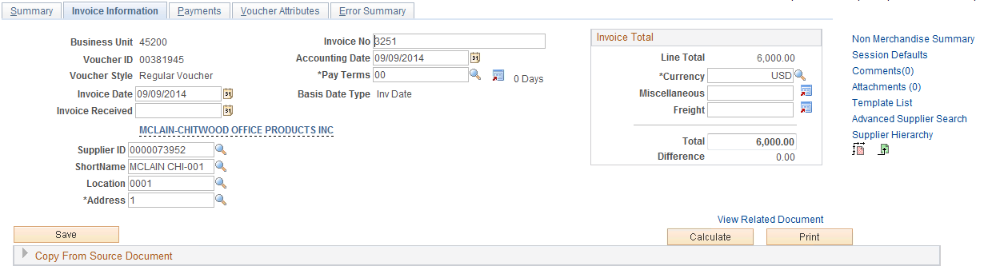 Summary Invoice Information Payments Voucher Attributes Error Summary
Business Unit 45200
Voucher ID 00381945
Voucher Style Regular Voucher
Invoice Date 09/09/2014 31
Invoice Received 31
MCLAIN-CHITWOOD OFFICE PRODUCTS INC
Supplier ID 0000073952
ShortName MCLAIN CHI-001
Location 0001
*Address 1
Invoice No 3251
Accounting Date 09/09/2014 31
*Pay Terms 00 0 Days
Basis Date Type Inv Date
Invoice Total
Line Total 6,000.00
*Currency USD
Miscellaneous
Freight
Total 6,000.00
Difference 0.00
Non Merchandise Summary
Session Defaults
Comments(0)
Attachments (0)
Template List
Advanced Supplier Search
Supplier Hierarchy
View Related Document
Save Calculate Print
Copy From Source Document